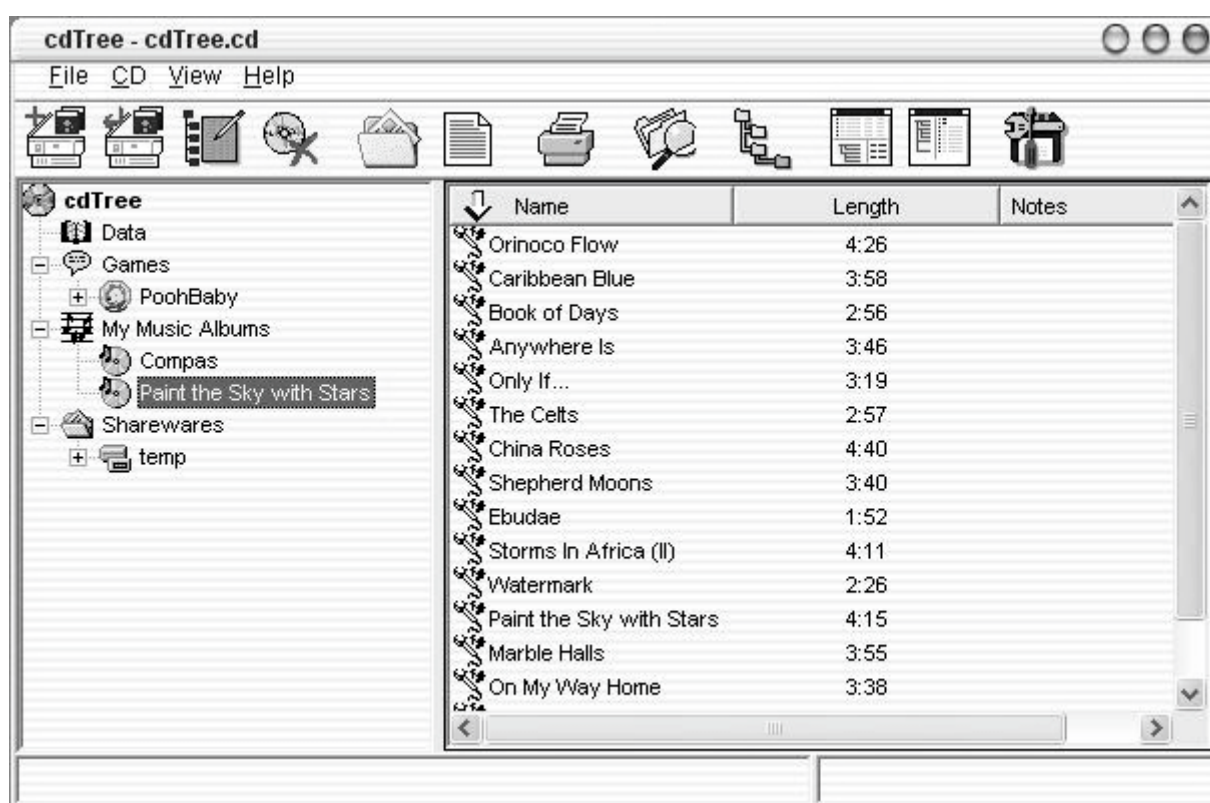 cdTree - cdTree.cd
File CD View Help
cdTree
Data
Games
PoohBaby
My Music Albums
Compas
Paint the Sky with Stars
Sharewares
temp
Name Length Notes
Orinoco Flow 4:26
Caribbean Blue 3:58
Book of Days 2:56
Anywhere Is 3:46
Only If... 3:19
The Celts 2:57
China Roses 4:40
Shepherd Moons 3:40
Ebudae 1:52
Storms In Africa (II) 4:11
Watermark 2:26
Paint the Sky with Stars 4:15
Marble Halls 3:55
On My Way Home 3:38